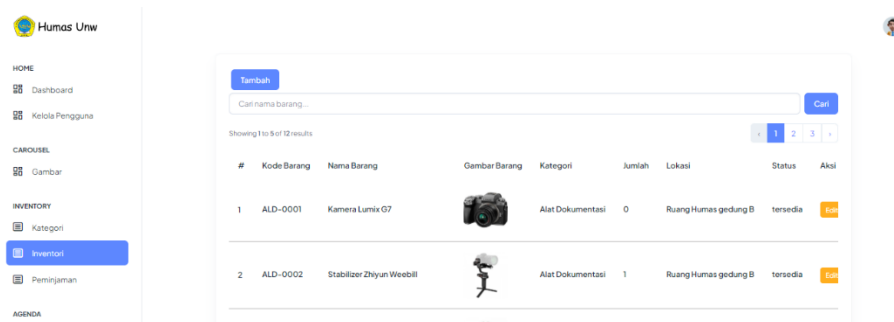 Humas Unw
HOME
Dashboard
Kelola Pengguna
CAROUSEL
Gambar
INVENTORY
Kategori
Inventori
Peminjaman
AGENDA
Tambah
Cari nama barang...
Cari
Showing 1 to 5 of 12 results
‹ 1 2 3 ›
# Kode Barang Nama Barang Gambar Barang Kategori Jumlah Lokasi Status Aksi
1 ALD-0001 Kamera Lumix G7 Alat Dokumentasi 0 Ruang Humas gedung B tersedia Edit
2 ALD-0002 Stabilizer Zhiyun Weebill Alat Dokumentasi 1 Ruang Humas gedung B tersedia Edit